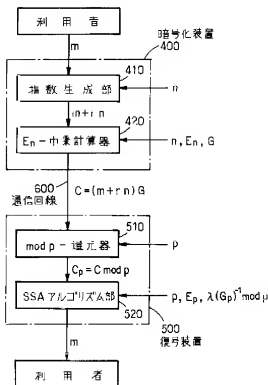 利用者
m
暗号化装置
400
410
指数生成部
n
m+rn
420
En-巾乗計算器
n, En, G
600
通信回線
C=(m+rn)G
510
mod p-還元器
p
Cp=C mod p
SSAアルゴリズム部
520
p, Ep, λ(Gp)⁻¹ mod p
500
復号装置
m
利用者